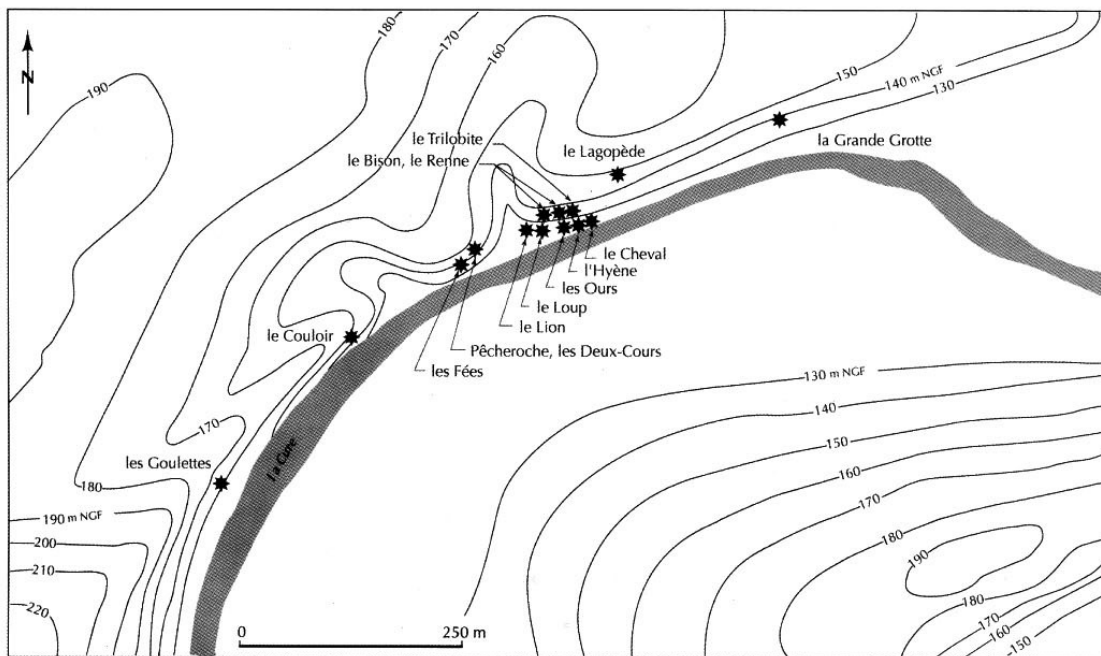 180
170
160
190
N
150
140 m NGF
130
le Trilobite
le Bison, le Renne
le Lagopède
la Grande Grotte
le Cheval
l'Hyène
les Ours
le Loup
le Lion
Pêcheroche, les Deux-Cours
les Fées
le Couloir
La Cure
170
les Goulettes
180
190 m NGF
200
210
220
0
250 m
130 m NGF
140
150
160
170
180
190
180
170
160
150